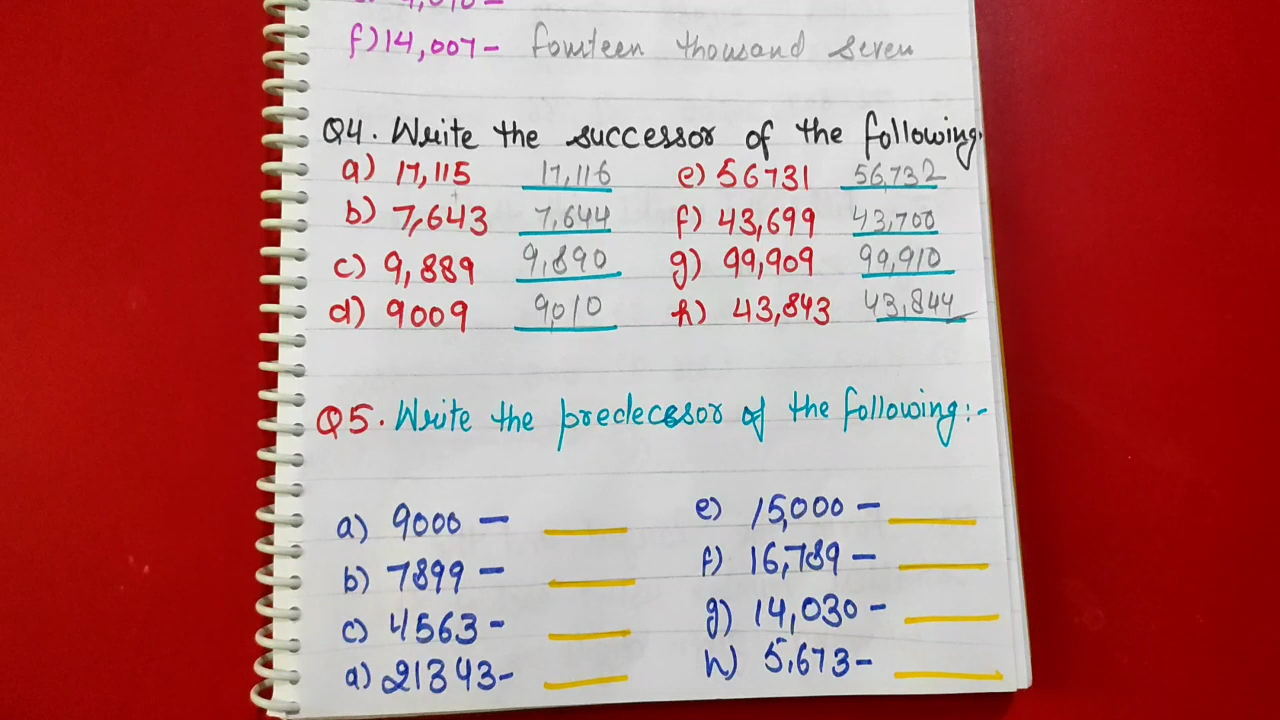 f) 14,007- fourteen thousand seven
Q4. Write the successor of the following.
a) 17,115 17,116 e) 56731 56,732
b) 7,643 7,644 f) 43,699 43,700
c) 9,889 9,890 g) 99,909 99,910
d) 9009 9,010 h) 43,843 43,844
Q5. Write the predecessor of the following:-
a) 9000 - e) 15,000 -
b) 7899 - f) 16,789 -
c) 4563 - g) 14,030 -
d) 21343- h) 5,673-